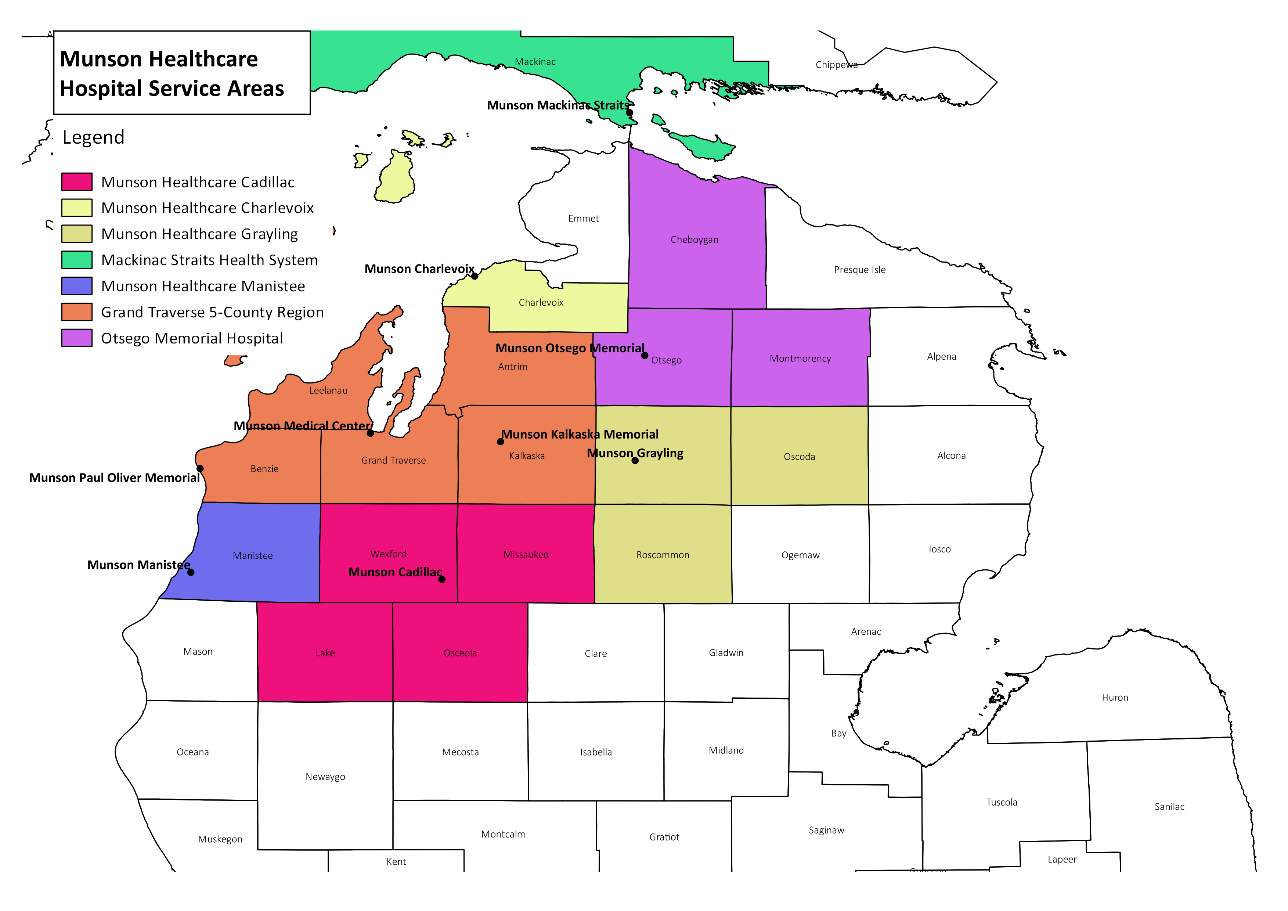 Munson Healthcare
Hospital Service Areas
Legend
Munson Healthcare Cadillac
Munson Healthcare Charlevoix
Munson Healthcare Grayling
Mackinac Straits Health System
Munson Healthcare Manistee
Grand Traverse 5-County Region
Otsego Memorial Hospital
Mackinac
Chippewa
Munson Mackinac Straits
Emmet
Cheboygan
Presque Isle
Munson Charlevoix
Charlevoix
Munson Otsego Memorial
Otsego
Montmorency
Alpena
Antrim
Leelanau
Munson Medical Center
Munson Kalkaska Memorial
Munson Grayling
Kalkaska
Oscoda
Alcona
Grand Traverse
Benzie
Munson Paul Oliver Memorial
Manistee
Wexford
Missaukee
Roscommon
Ogemaw
Iosco
Munson Manistee
Munson Cadillac
Arenac
Mason
Lake
Osceola
Clare
Gladwin
Huron
Bay
Oceana
Mecosta
Isabella
Midland
Newaygo
Tuscola
Sanilac
Muskegon
Montcalm
Gratiot
Saginaw
Kent
Lapeer